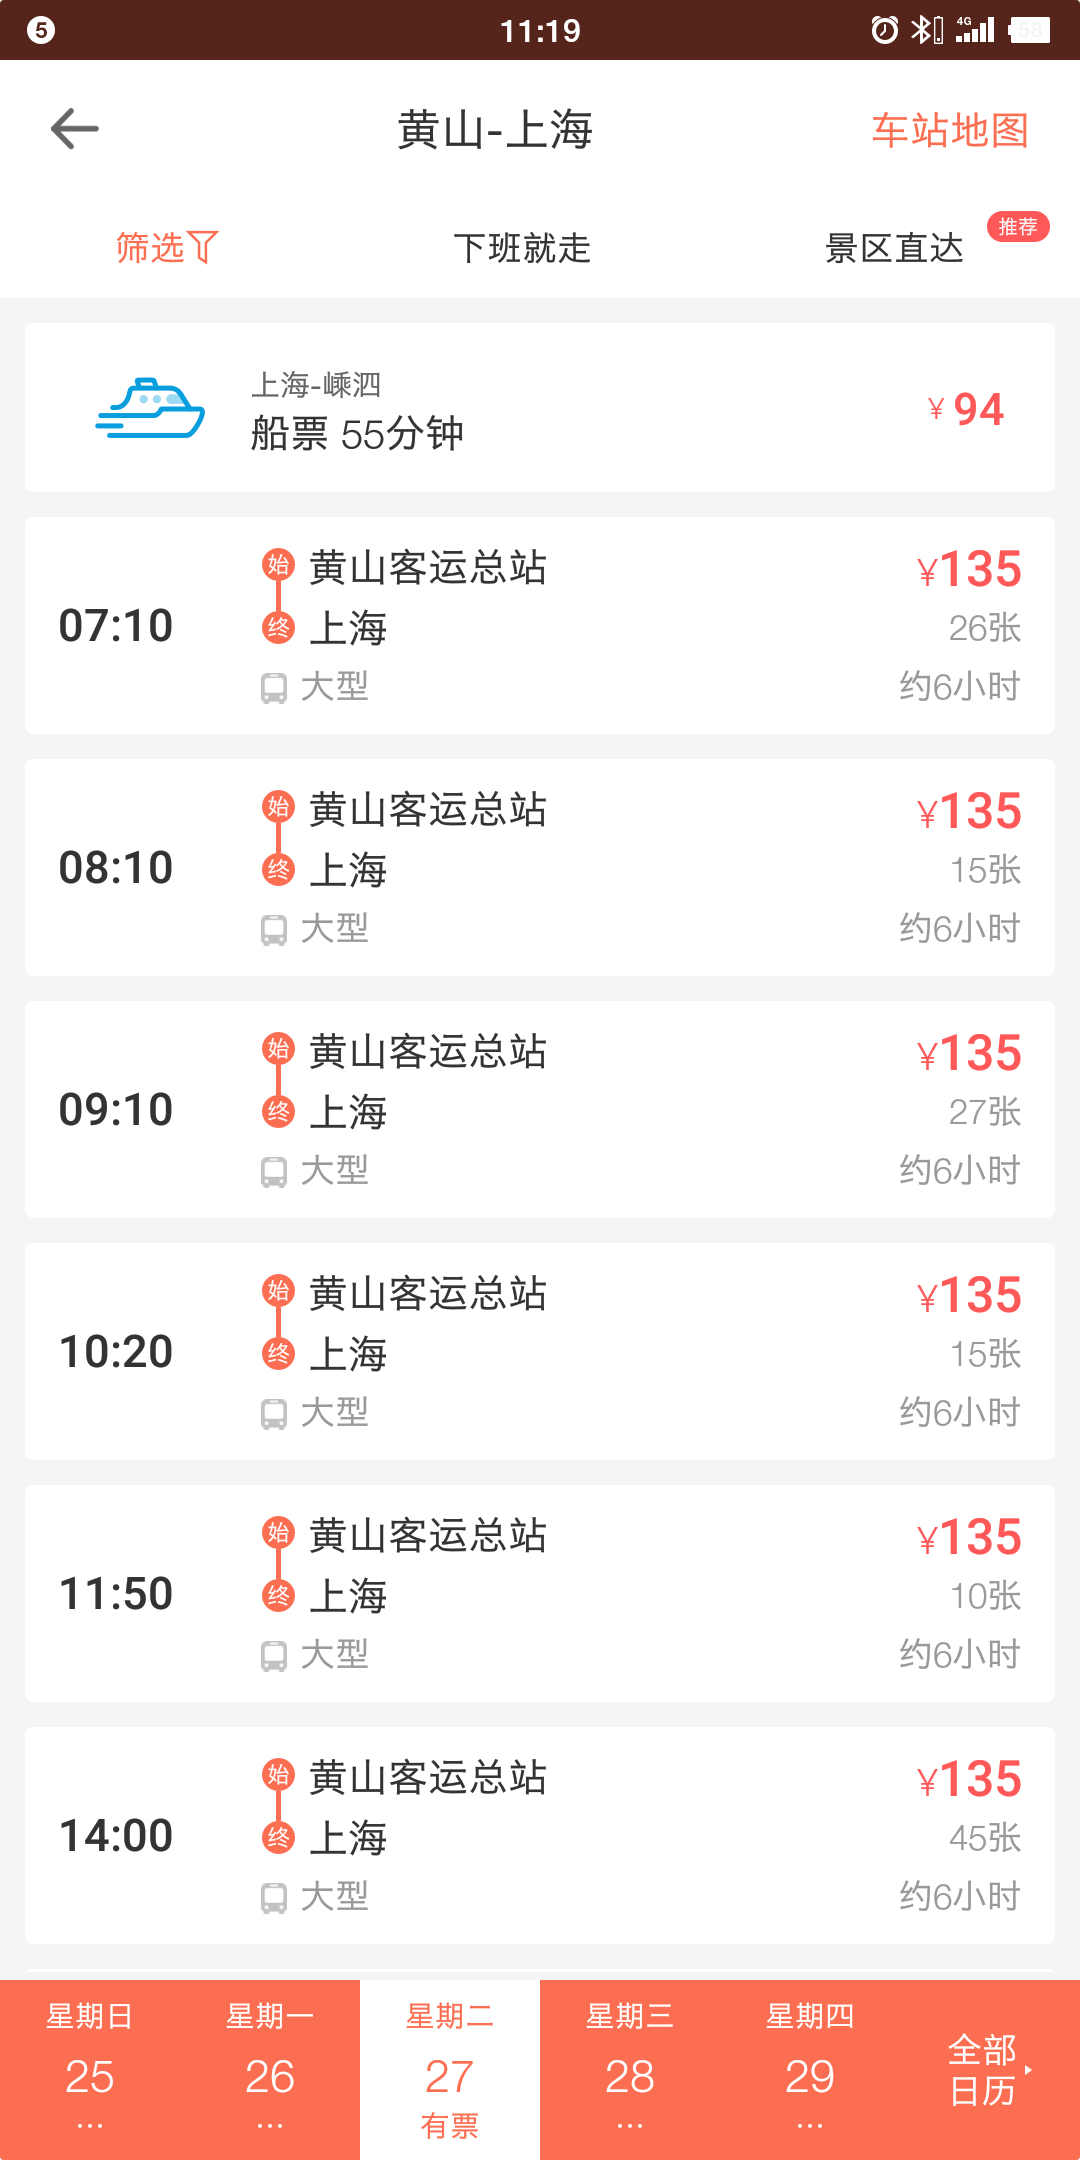 5 11:19 4G 58
黄山-上海 车站地图
筛选 下班就走 景区直达 推荐
上海-嵊泗
船票 55分钟
¥ 94
始 黄山客运总站 ¥135
07:10 终 上海 26张
大型 约6小时
始 黄山客运总站 ¥135
08:10 终 上海 15张
大型 约6小时
始 黄山客运总站 ¥135
09:10 终 上海 27张
大型 约6小时
始 黄山客运总站 ¥135
10:20 终 上海 15张
大型 约6小时
始 黄山客运总站 ¥135
11:50 终 上海 10张
大型 约6小时
始 黄山客运总站 ¥135
14:00 终 上海 45张
大型 约6小时
星期日 星期一 星期二 星期三 星期四
25 26 27 28 29
... ... 有票 ... ...
全部
日历